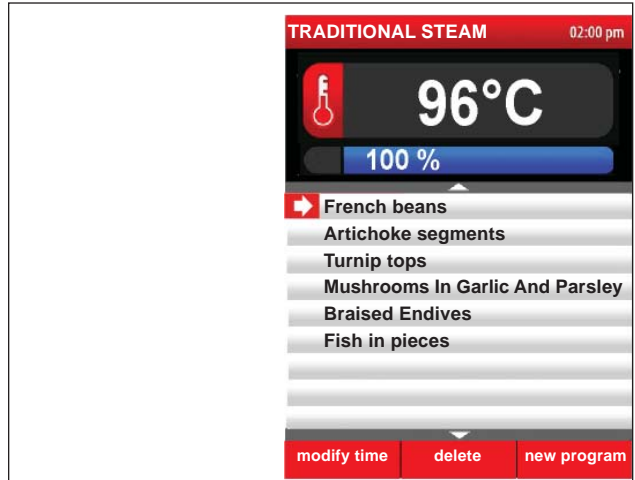 TRADITIONAL STEAM 02:00 pm
96°C
100 %
French beans
Artichoke segments
Turnip tops
Mushrooms In Garlic And Parsley
Braised Endives
Fish in pieces
modify time delete new program